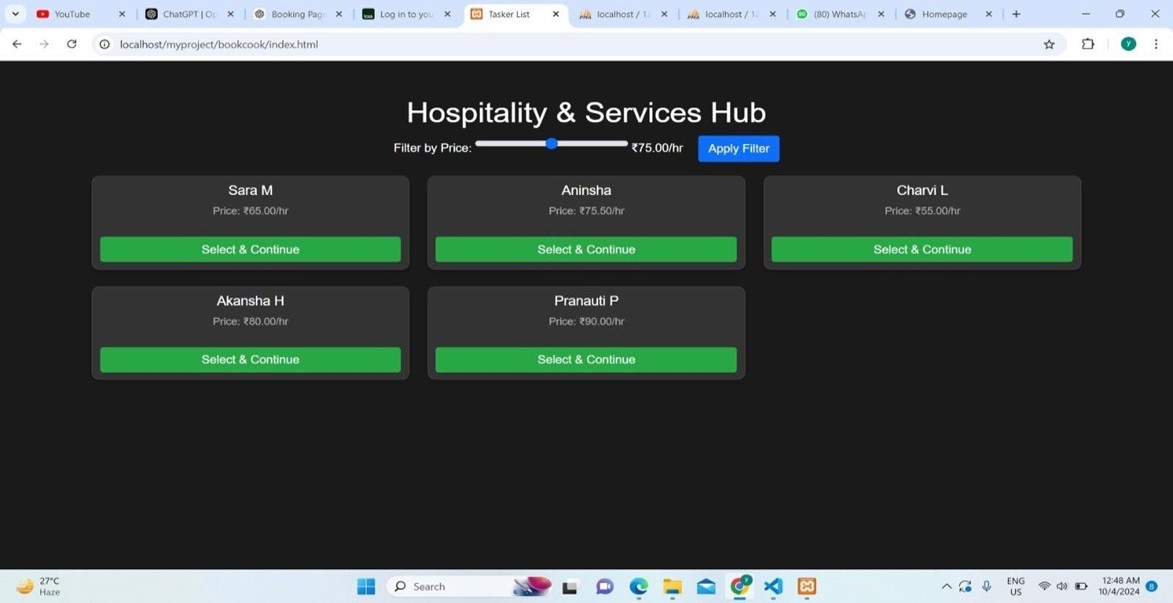 YouTube
ChatGPT | Op
Booking Pag
Log in to you
Tasker List
localhost / 12
localhost / 12
(80) WhatsAp
Homepage
localhost/myproject/bookcook/index.html
Y
Hospitality & Services Hub
Filter by Price: ₹75.00/hr Apply Filter
Sara M
Price: ₹65.00/hr
Select & Continue
Aninsha
Price: ₹75.50/hr
Select & Continue
Charvi L
Price: ₹55.00/hr
Select & Continue
Akansha H
Price: ₹80.00/hr
Select & Continue
Pranauti P
Price: ₹90.00/hr
Select & Continue
27°C
Haze
Search
ENG
US
12:48 AM
10/4/2024
8